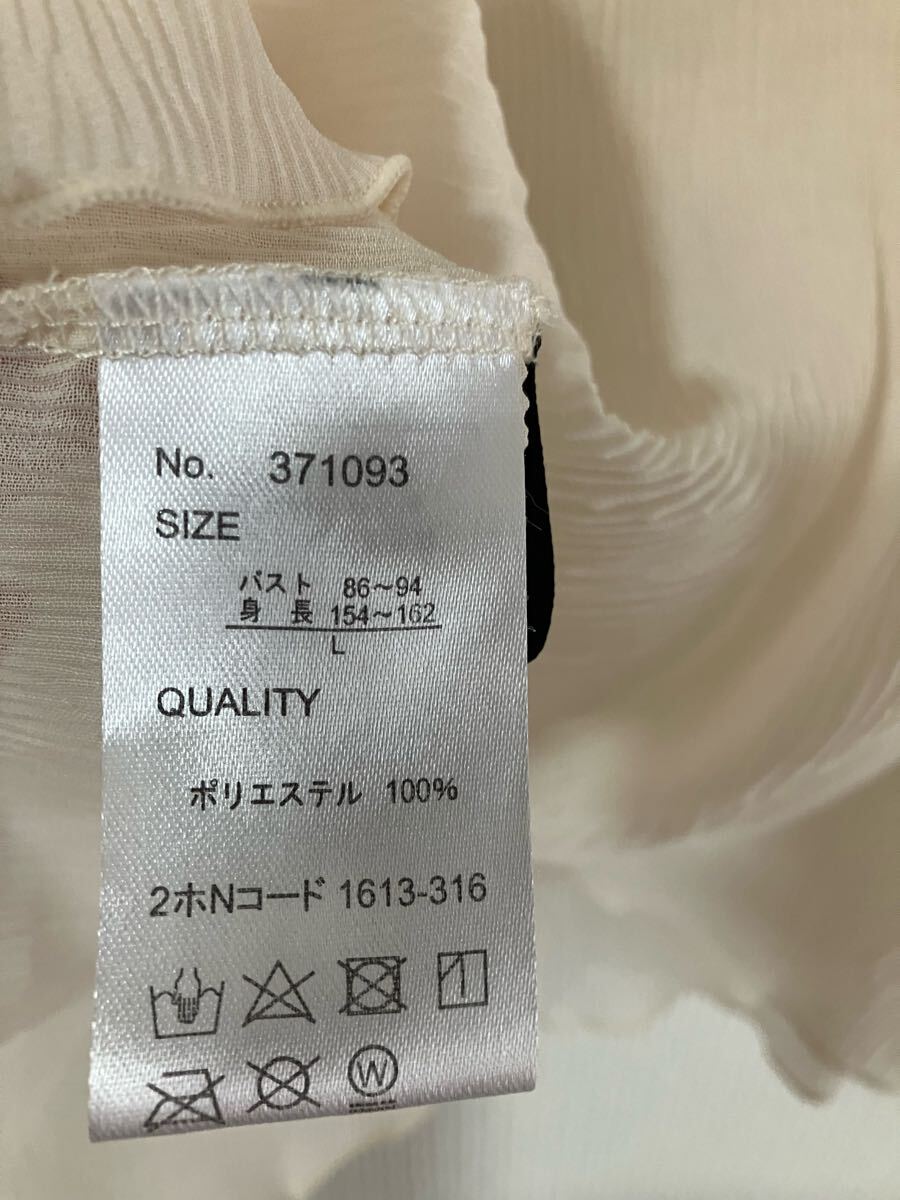 No. 371093
SIZE
バスト 86～94
身長 154～162
L
QUALITY
ポリエステル 100%
2ホNコード 1613-316
W